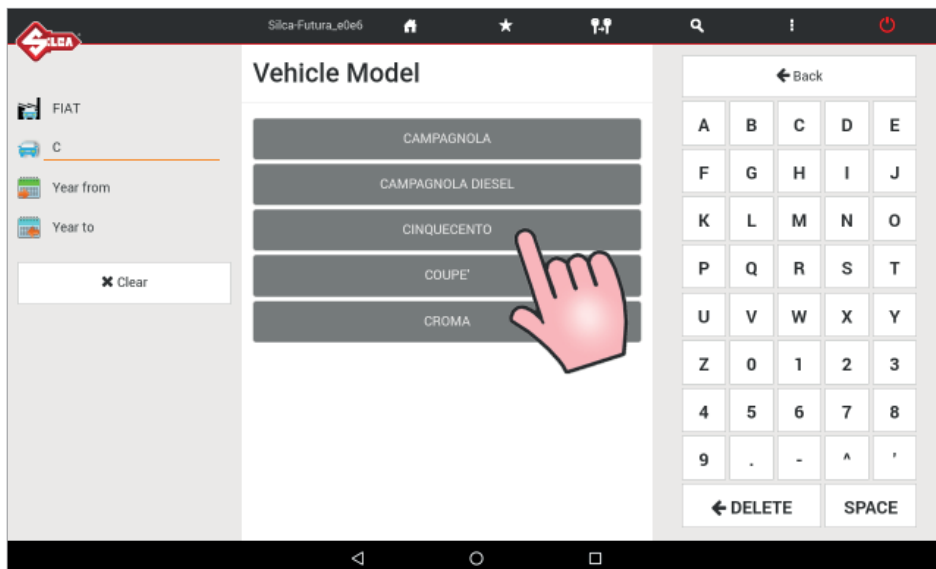 Silca-Futura_e0e6
SILCA
Vehicle Model
FIAT
C
Year from
Year to
Clear
CAMPAGNOLA
CAMPAGNOLA DIESEL
CINQUECENTO
COUPE'
CROMA
Back
A B C D E
F G H I J
K L M N O
P Q R S T
U V W X Y
Z 0 1 2 3
4 5 6 7 8
9 . - ^ '
DELETE SPACE